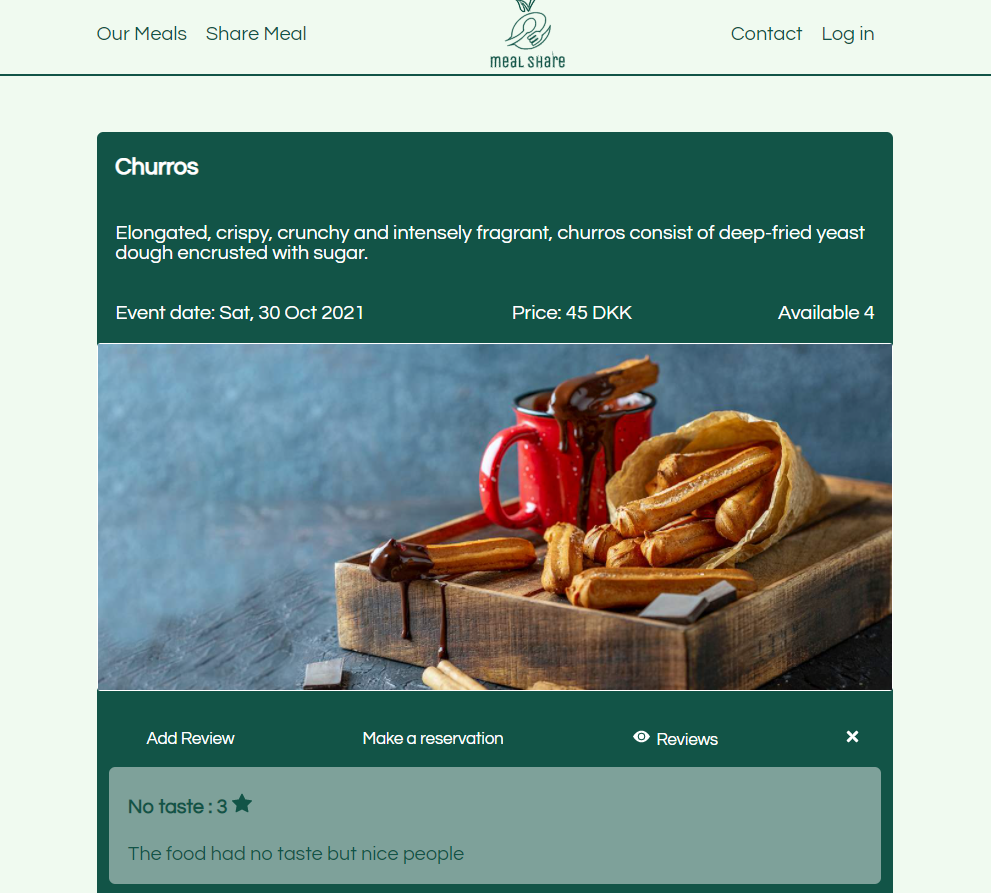 Our Meals Share Meal
meal share
Contact Log in
Churros
Elongated, crispy, crunchy and intensely fragrant, churros consist of deep-fried yeast
dough encrusted with sugar.
Event date: Sat, 30 Oct 2021 Price: 45 DKK Available 4
Add Review Make a reservation Reviews
No taste : 3
The food had no taste but nice people